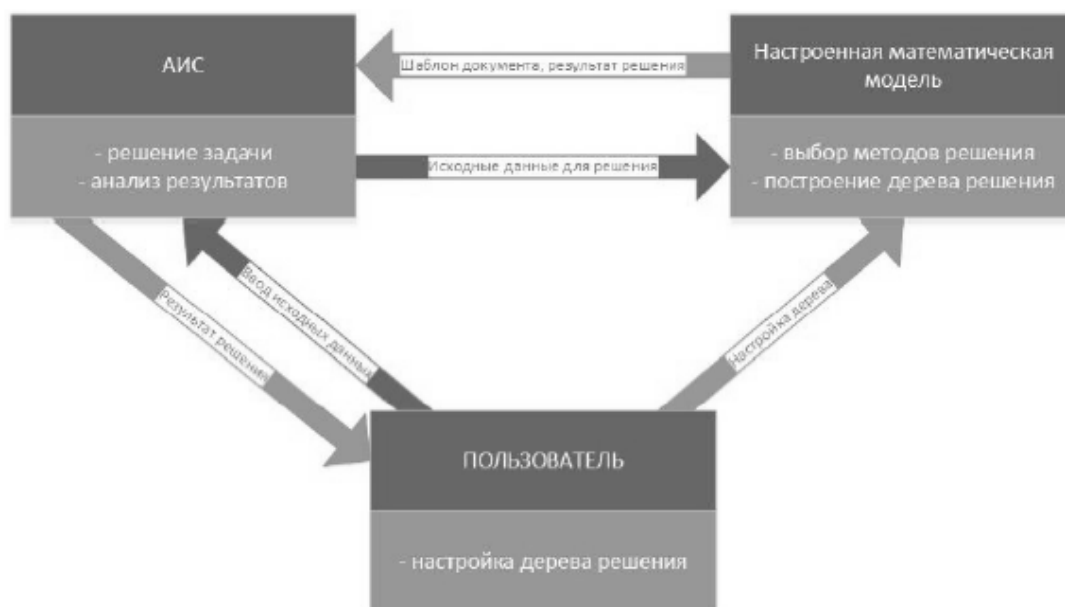 АИС
- решение задачи
- анализ результатов
Шаблон документа, результат решения
Исходные данные для решения
Настроенная математическая
модель
- выбор методов решения
- построение дерева решения
Результат решения
Ввод исходных данных
Настройка дерева
ПОЛЬЗОВАТЕЛЬ
- настройка дерева решения